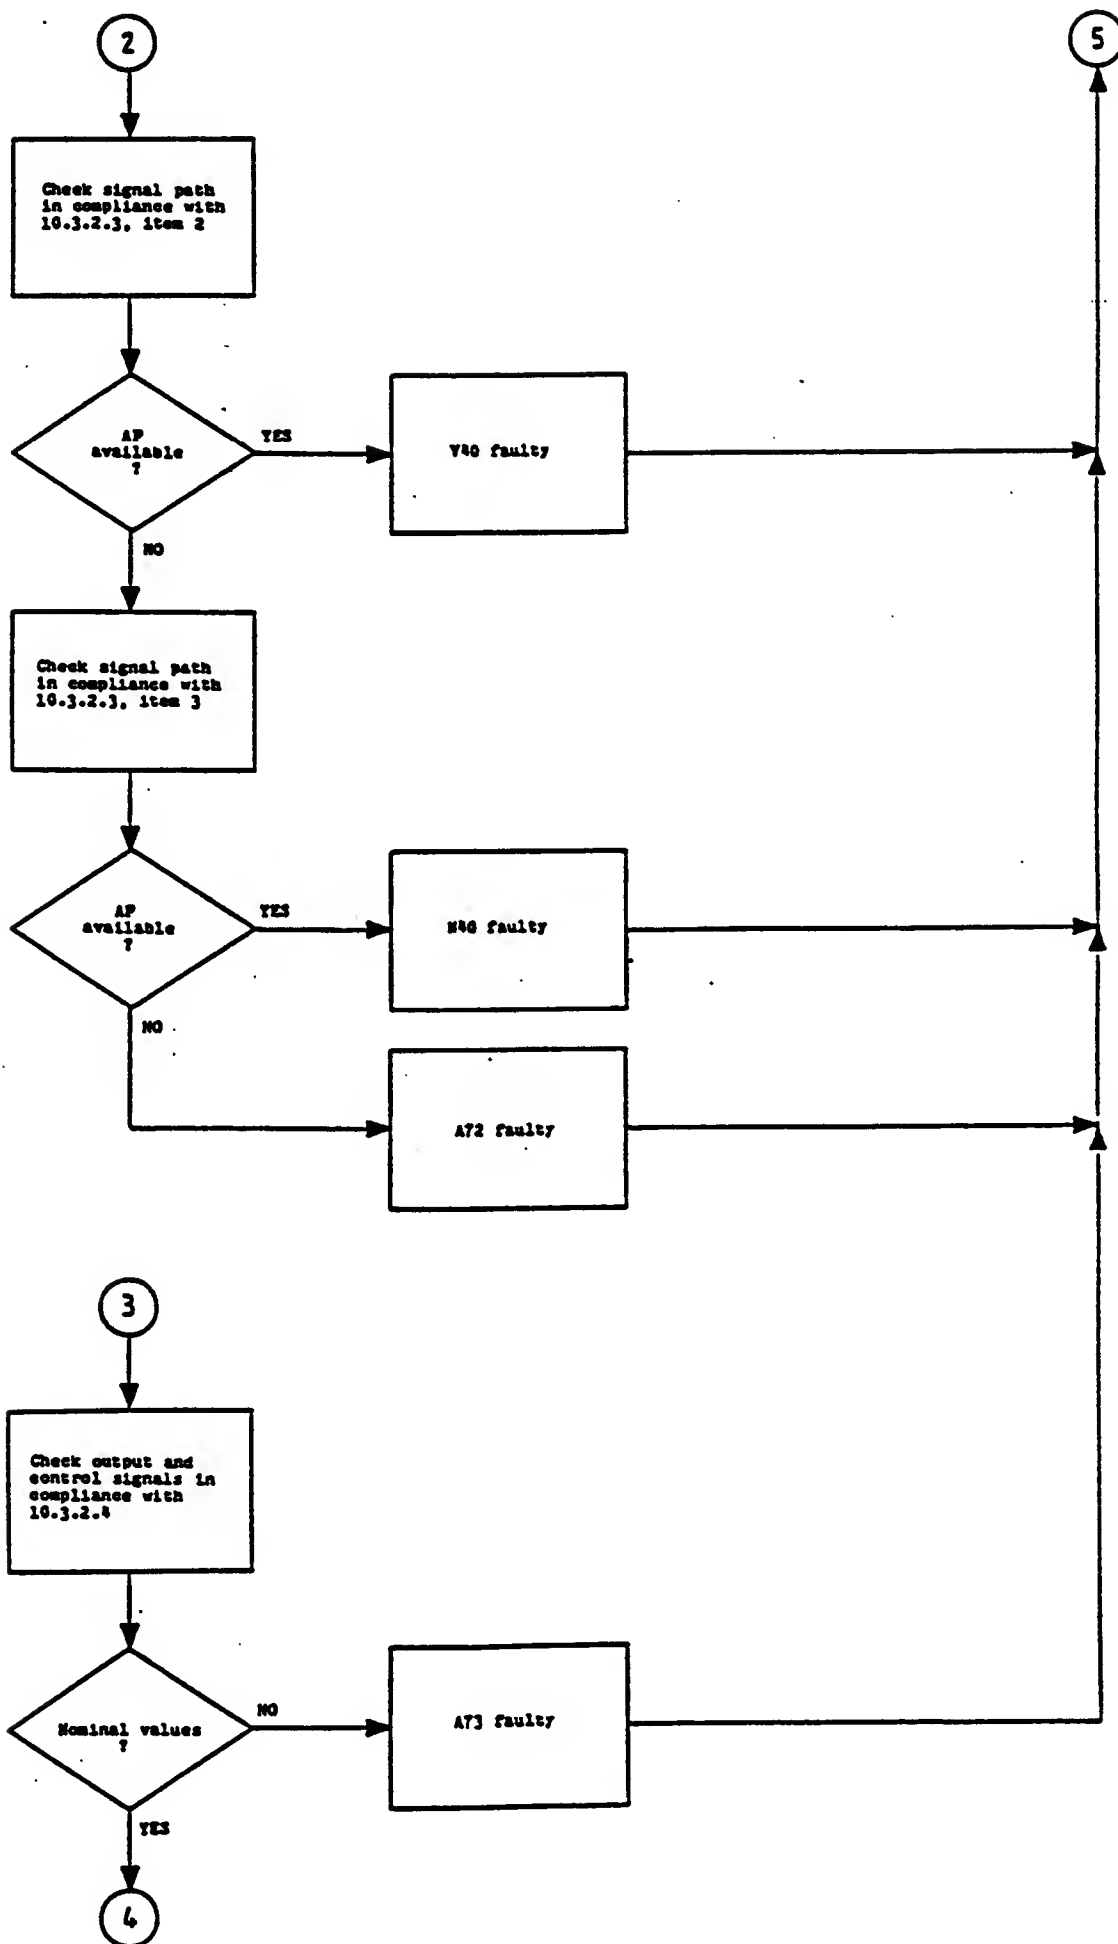 2
5
Check signal path
in compliance with
10.3.2.3, item 2
AF
available
?
YES
V40 faulty
NO
Check signal path
in compliance with
10.3.2.3, item 3
AF
available
?
YES
N40 faulty
NO
A72 faulty
3
Check output and
control signals in
compliance with
10.3.2.4
Nominal values
?
NO
A73 faulty
YES
4